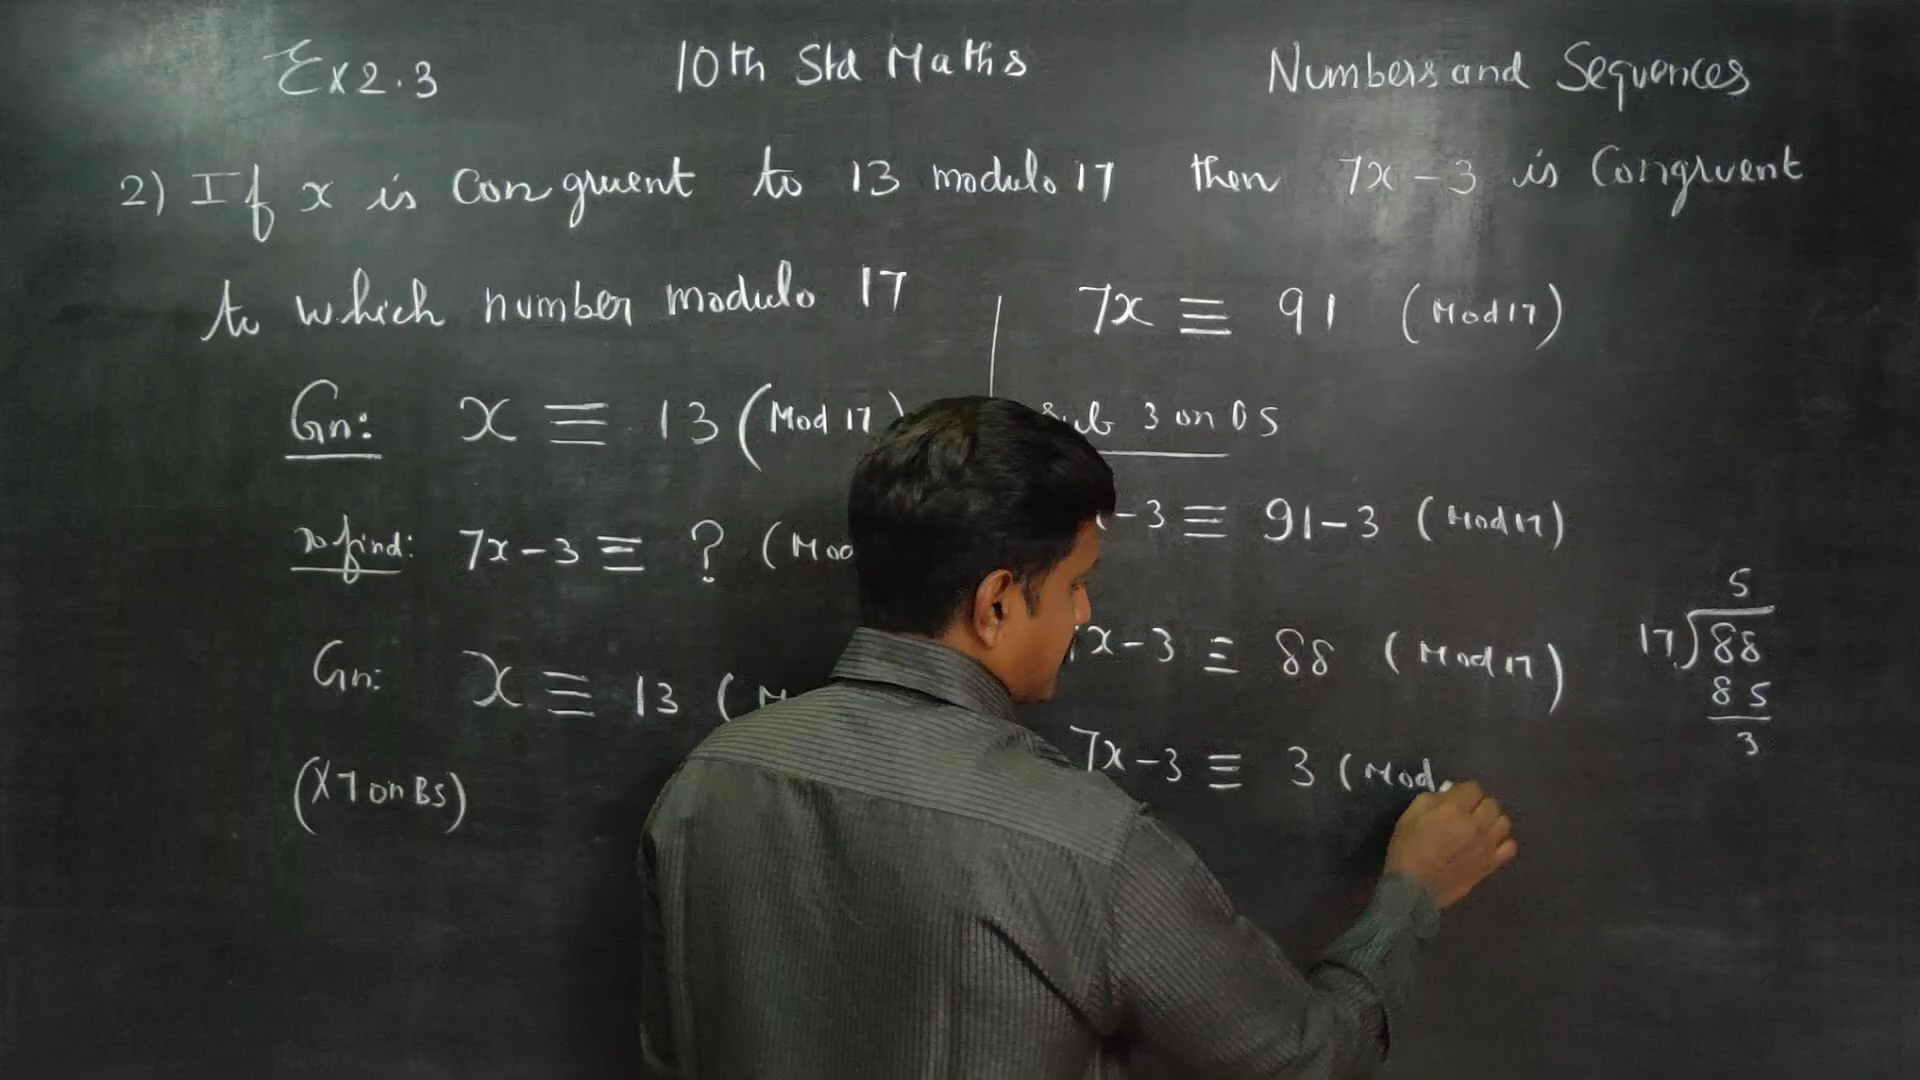 Ex 2.3 10th Std Maths Numbers and Sequences
2) If x is congruent to 13 modulo 17 then 7x - 3 is congruent
to which number modulo 17
Gn: x ≡ 13 (Mod 17)
To find: 7x - 3 ≡ ? (Mod
Gn: x ≡ 13 (M
(X 7 on BS)
7x ≡ 91 (Mod 17)
Sub 3 on BS
x - 3 ≡ 91 - 3 (Mod 17)
7x - 3 ≡ 88 (Mod 17)
7x - 3 ≡ 3 (Mod
5
17) 88
85
3